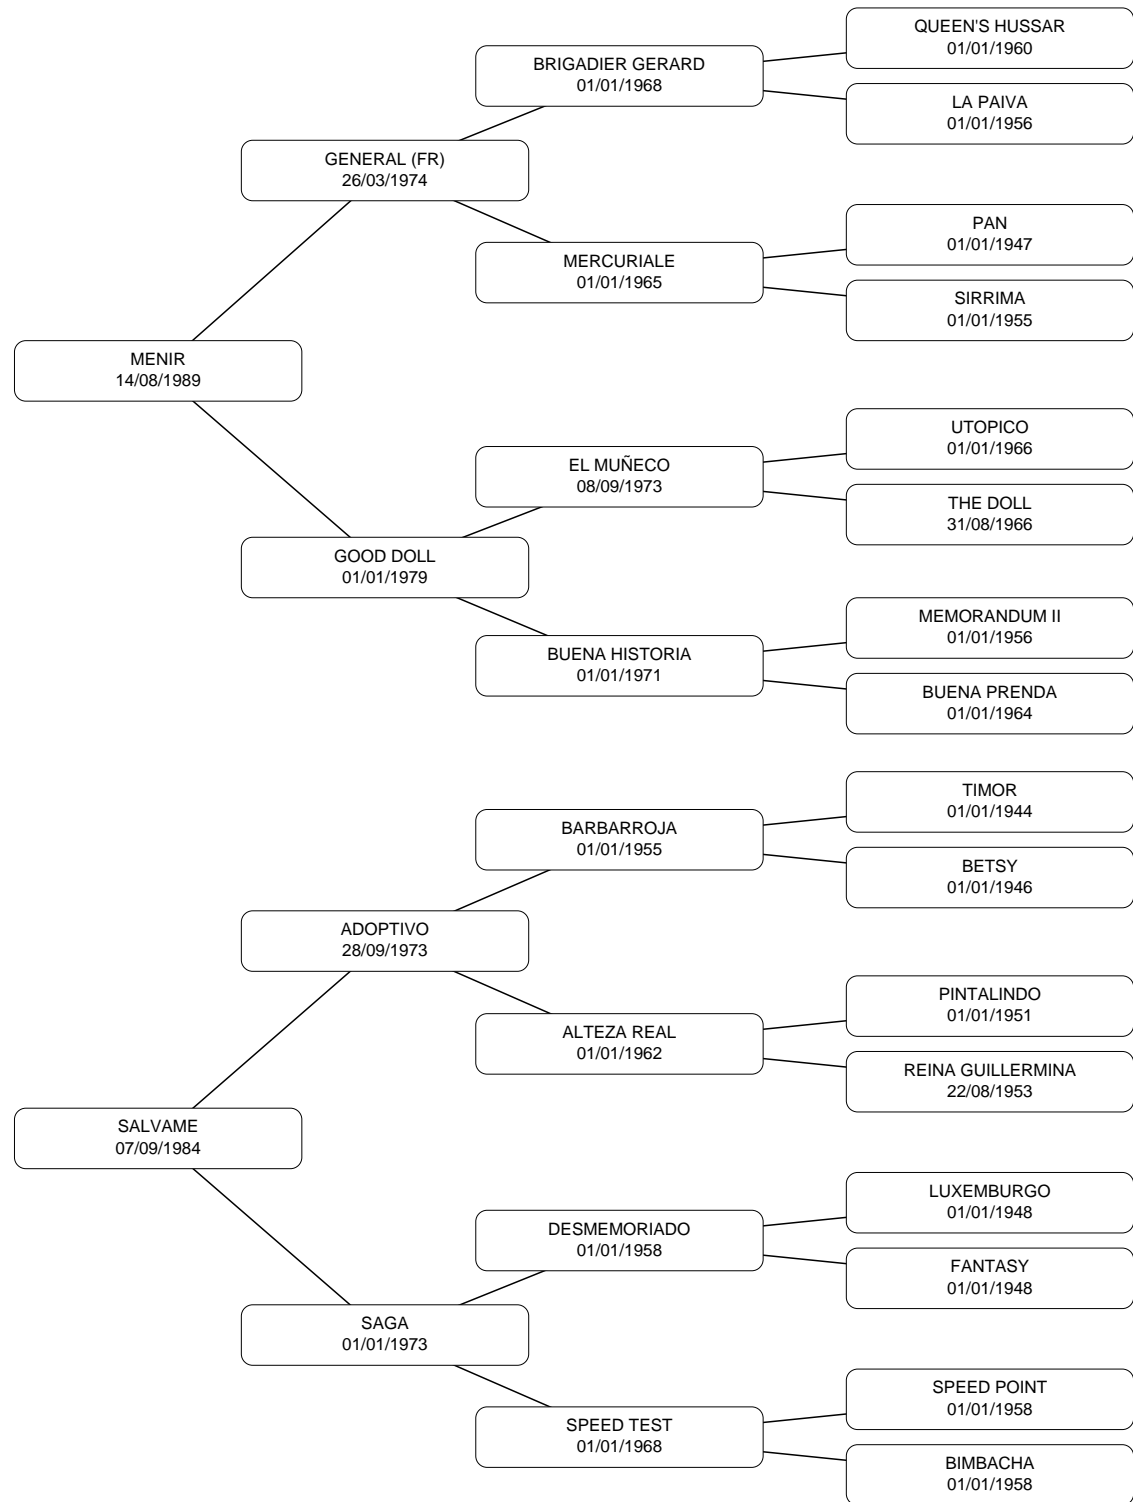 QUEEN'S HUSSAR
01/01/1960
BRIGADIER GERARD
01/01/1968
LA PAIVA
01/01/1956
GENERAL (FR)
26/03/1974
PAN
01/01/1947
MERCURIALE
01/01/1965
SIRRIMA
01/01/1955
MENIR
14/08/1989
UTOPICO
01/01/1966
EL MUÑECO
08/09/1973
THE DOLL
31/08/1966
GOOD DOLL
01/01/1979
MEMORANDUM II
01/01/1956
BUENA HISTORIA
01/01/1971
BUENA PRENDA
01/01/1964
TIMOR
01/01/1944
BARBARROJA
01/01/1955
BETSY
01/01/1946
ADOPTIVO
28/09/1973
PINTALINDO
01/01/1951
ALTEZA REAL
01/01/1962
REINA GUILLERMINA
22/08/1953
SALVAME
07/09/1984
LUXEMBURGO
01/01/1948
DESMEMORIADO
01/01/1958
FANTASY
01/01/1948
SAGA
01/01/1973
SPEED POINT
01/01/1958
SPEED TEST
01/01/1968
BIMBACHA
01/01/1958